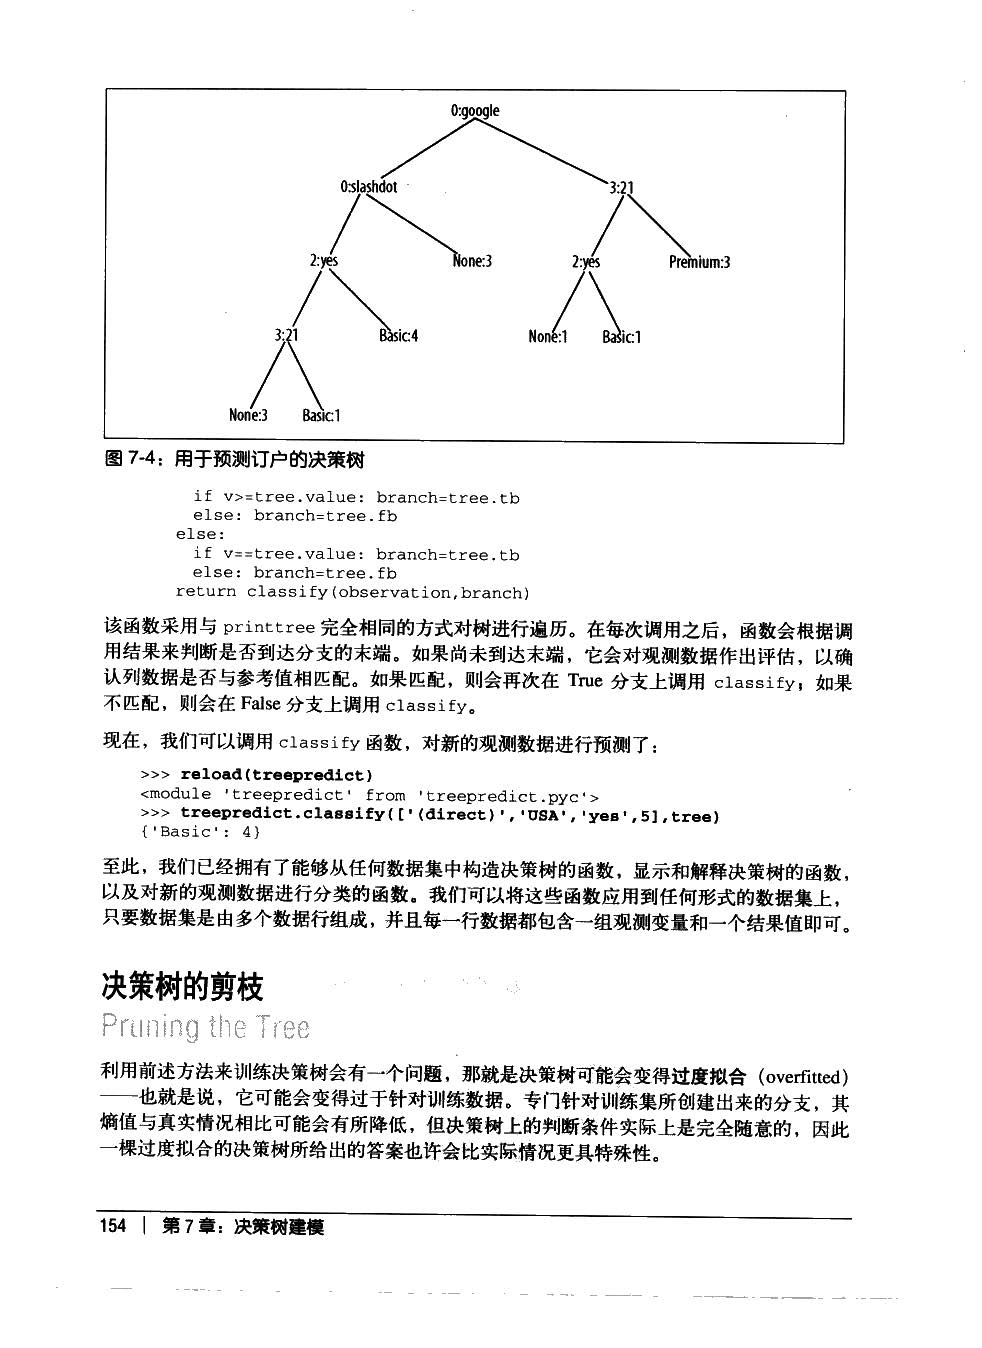 0:google
0:slashdot 3:21
2:yes None:3 2:yes Premium:3
3:21 Basic:4 None:1 Basic:1
None:3 Basic:1
图 7-4：用于预测订户的决策树
if v>=tree.value: branch=tree.tb
else: branch=tree.fb
else:
if v==tree.value: branch=tree.tb
else: branch=tree.fb
return classify(observation,branch)
该函数采用与 printtree 完全相同的方式对树进行遍历。在每次调用之后，函数会根据调
用结果来判断是否到达分支的末端。如果尚未到达末端，它会对观测数据作出评估，以确
认列数据是否与参考值相匹配。如果匹配，则会再次在 True 分支上调用 classify；如果
不匹配，则会在 False 分支上调用 classify。
现在，我们可以调用 classify 函数，对新的观测数据进行预测了：
>>> reload(treepredict)
<module 'treepredict' from 'treepredict.pyc'>
>>> treepredict.classify(['(direct)','USA','yes',5],tree)
{'Basic': 4}
至此，我们已经拥有了能够从任何数据集中构造决策树的函数，显示和解释决策树的函数，
以及对新的观测数据进行分类的函数。我们可以将这些函数应用到任何形式的数据集上，
只要数据集是由多个数据行组成，并且每一行数据都包含一组观测变量和一个结果值即可。
决策树的剪枝
Pruning the Tree
利用前述方法来训练决策树会有一个问题，那就是决策树可能会变得过度拟合（overfitted）
——也就是说，它可能会变得过于针对训练数据。专门针对训练集所创建出来的分支，其
熵值与真实情况相比可能会有所降低，但决策树上的判断条件实际上是完全随意的，因此
一棵过度拟合的决策树所给出的答案也许会比实际情况更具特殊性。
154 | 第 7 章：决策树建模